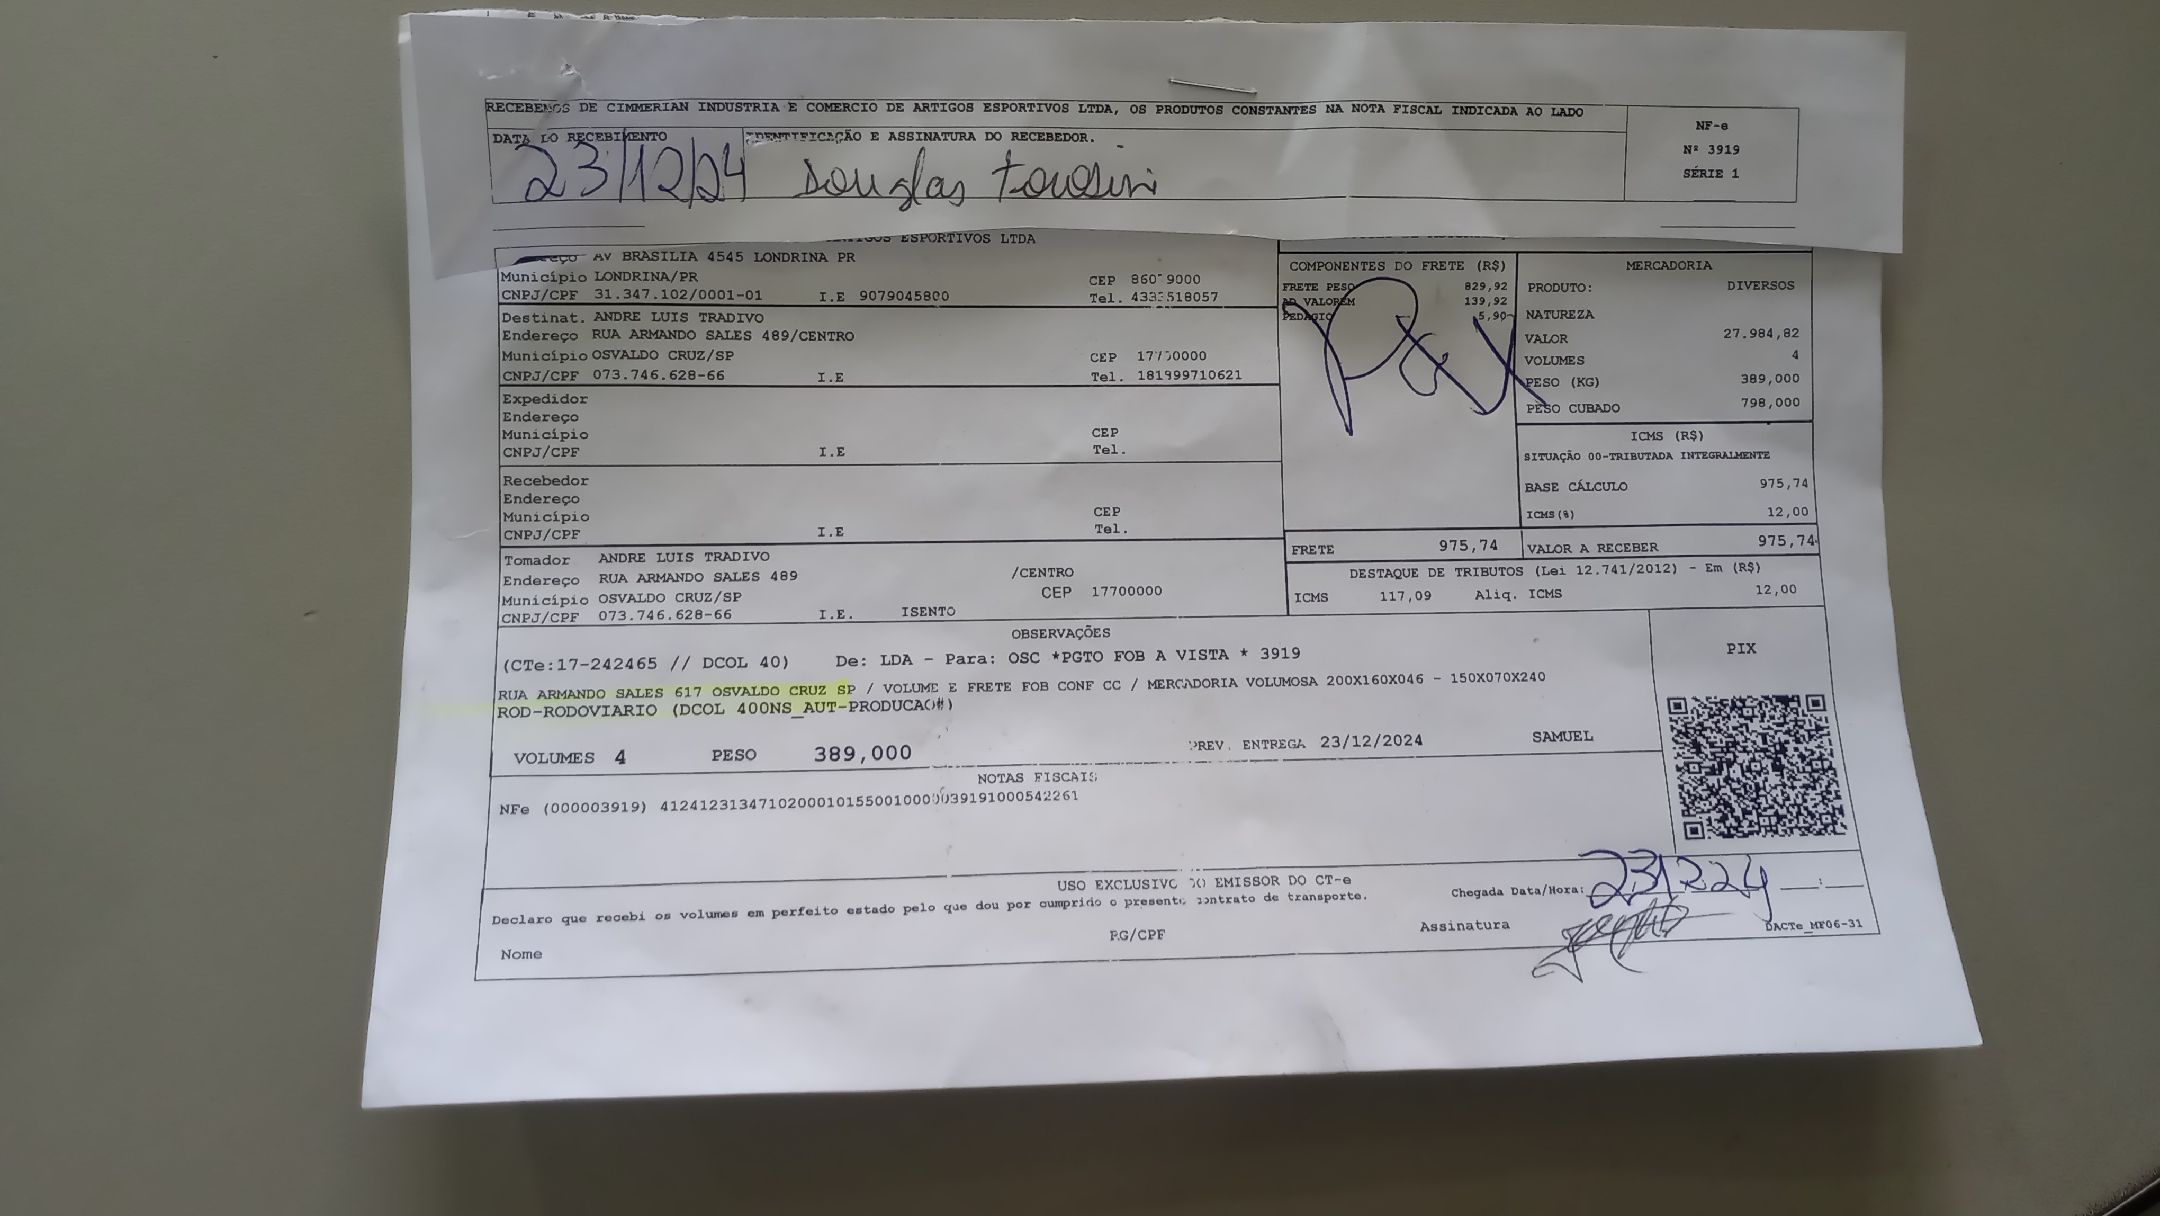 RECEBEMOS DE CIMMERIAN INDUSTRIA E COMERCIO DE ARTIGOS ESPORTIVOS LTDA, OS PRODUTOS CONSTANTES NA NOTA FISCAL INDICADA AO LADO
DATA DO RECEBIMENTO IDENTIFICAÇÃO E ASSINATURA DO RECEBEDOR.
23/12/24 Douglas
NF-e
Nº 3919
SÉRIE 1
ESPORTIVOS LTDA
AV BRASILIA 4545 LONDRINA PR
Município LONDRINA/PR CEP
CNPJ/CPF 31.347.102/0001-01 I.E 9079045800 Tel.
Destinat. ANDRE LUIS TRADIVO
Endereço RUA ARMANDO SALES 489/CENTRO
Município OSVALDO CRUZ/SP CEP
CNPJ/CPF 073.746.628-66 I.E Tel. 181999710621
Expedidor
Endereço
Município CEP
CNPJ/CPF I.E Tel.
Recebedor
Endereço
Município CEP
CNPJ/CPF I.E Tel.
Tomador ANDRE LUIS TRADIVO
Endereço RUA ARMANDO SALES 489 /CENTRO
Município OSVALDO CRUZ/SP CEP 17700000
CNPJ/CPF 073.746.628-66 I.E. ISENTO
COMPONENTES DO FRETE (R$)
FRETE PESO 829,92
AD VALOREM 139,92
PEDAGIO 5,90
FRETE 975,74
MERCADORIA
PRODUTO: DIVERSOS
NATUREZA
VALOR 27.984,82
VOLUMES 4
PESO (KG) 389,000
PESO CUBADO 798,000
ICMS (R$)
SITUAÇÃO 00-TRIBUTADA INTEGRALMENTE
BASE CÁLCULO 975,74
ICMS(%) 12,00
VALOR A RECEBER 975,74
DESTAQUE DE TRIBUTOS (Lei 12.741/2012) - Em (R$)
ICMS 117,09 Aliq. ICMS 12,00
OBSERVAÇÕES
(CTe:17-242465 // DCOL 40) De: LDA - Para: OSC *PGTO FOB A VISTA * 3919
RUA ARMANDO SALES 617 OSVALDO CRUZ SP / VOLUME E FRETE FOB CONF CC / MERCADORIA VOLUMOSA 200X160X046 - 150X070X240
ROD-RODOVIARIO (DCOL 400NS_AUT-PRODUCAO#)
VOLUMES 4 PESO 389,000 PREV. ENTREGA 23/12/2024 SAMUEL
PIX
NOTAS FISCAIS
NFe (000003919) 41241231347102000101550010000039191000542261
USO EXCLUSIVO DO EMISSOR DO CT-e
Declaro que recebi os volumes em perfeito estado pelo que dou por cumprido o presente contrato de transporte.
Chegada Data/Hora: 231224 __:__
Nome RG/CPF Assinatura
DACTe_MF06-31